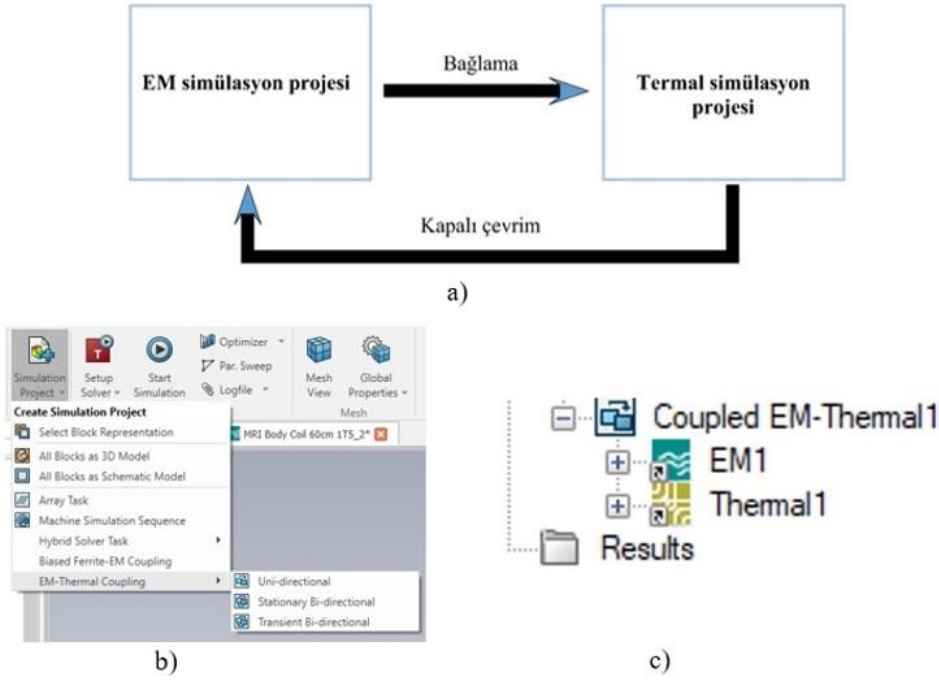 EM simülasyon projesi
Bağlama
Termal simülasyon
projesi
Kapalı çevrim
a)
Simulation
Project
Setup
Solver
Start
Simulation
Optimizer
Par. Sweep
Logfile
Mesh
View
Global
Properties
Mesh
Create Simulation Project
Select Block Representation
MRI Body Coil 60cm 1T5_2*
All Blocks as 3D Model
All Blocks as Schematic Model
Array Task
Machine Simulation Sequence
Hybrid Solver Task
Biased Ferrite-EM Coupling
EM-Thermal Coupling
Uni-directional
Stationary Bi-directional
Transient Bi-directional
b)
Coupled EM-Thermal1
EM1
Thermal1
Results
c)